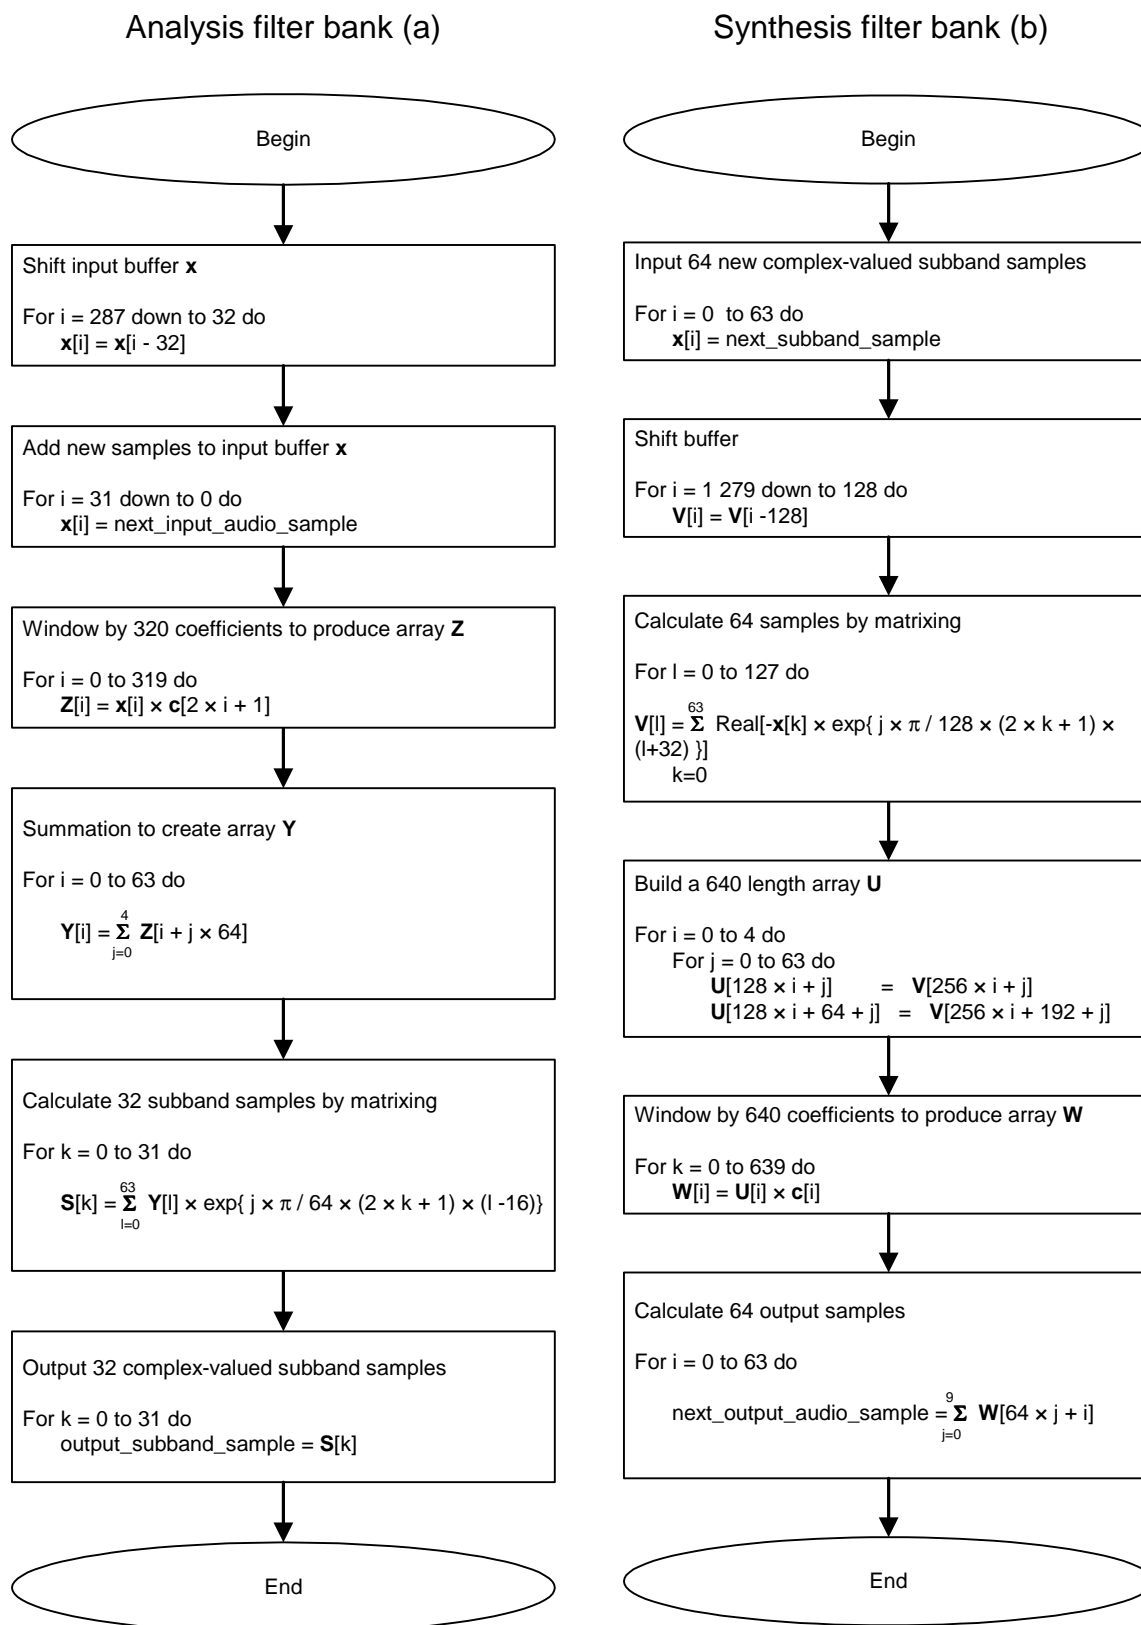 Analysis filter bank (a)
Begin
Shift input buffer x
For i = 287 down to 32 do
x[i] = x[i - 32]
Add new samples to input buffer x
For i = 31 down to 0 do
x[i] = next_input_audio_sample
Window by 320 coefficients to produce array Z
For i = 0 to 319 do
Z[i] = x[i] × c[2 × i + 1]
Summation to create array Y
For i = 0 to 63 do
4
Y[i] = Σ Z[i + j × 64]
j=0
Calculate 32 subband samples by matrixing
For k = 0 to 31 do
63
S[k] = Σ Y[l] × exp{ j × π / 64 × (2 × k + 1) × (l -16)}
l=0
Output 32 complex-valued subband samples
For k = 0 to 31 do
output_subband_sample = S[k]
End
Synthesis filter bank (b)
Begin
Input 64 new complex-valued subband samples
For i = 0 to 63 do
x[i] = next_subband_sample
Shift buffer
For i = 1 279 down to 128 do
V[i] = V[i -128]
Calculate 64 samples by matrixing
For l = 0 to 127 do
63
V[l] = Σ Real[-x[k] × exp{ j × π / 128 × (2 × k + 1) ×
(l+32) }]
k=0
Build a 640 length array U
For i = 0 to 4 do
For j = 0 to 63 do
U[128 × i + j] = V[256 × i + j]
U[128 × i + 64 + j] = V[256 × i + 192 + j]
Window by 640 coefficients to produce array W
For k = 0 to 639 do
W[i] = U[i] × c[i]
Calculate 64 output samples
For i = 0 to 63 do
9
next_output_audio_sample = Σ W[64 × j + i]
j=0
End